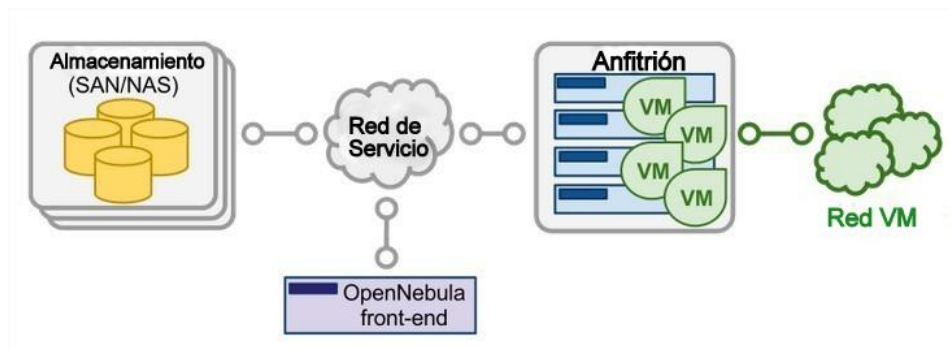 Almacenamiento
(SAN/NAS)
Red de
Servicio
Anfitrión
VM
VM
VM
VM
Red VM
OpenNebula
front-end